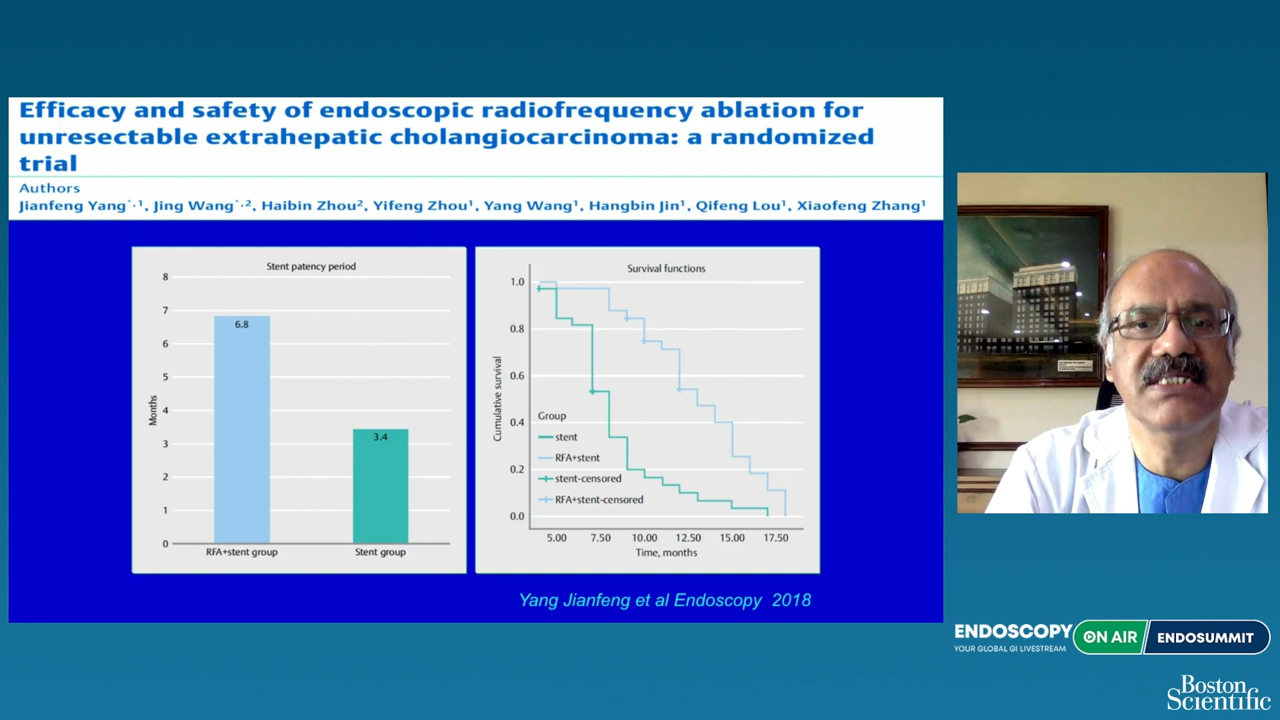 Efficacy and safety of endoscopic radiofrequency ablation for
unresectable extrahepatic cholangiocarcinoma: a randomized
trial
Authors
Jianfeng Yang*,1, Jing Wang*,2, Haibin Zhou2, Yifeng Zhou1, Yang Wang1, Hangbin Jin1, Qifeng Lou1, Xiaofeng Zhang1
Stent patency period
8
7
6
5
4
3
2
1
0
Months
6.8
3.4
RFA+stent group
Stent group
Survival functions
1.0
0.8
0.6
0.4
0.2
0.0
Cumulative survival
Group
stent
RFA+stent
stent-censored
RFA+stent-censored
5.00 7.50 10.00 12.50 15.00 17.50
Time, months
Yang Jianfeng et al Endoscopy 2018
ENDOSCOPY
YOUR GLOBAL GI LIVESTREAM
ON AIR
ENDOSUMMIT
Boston
Scientific